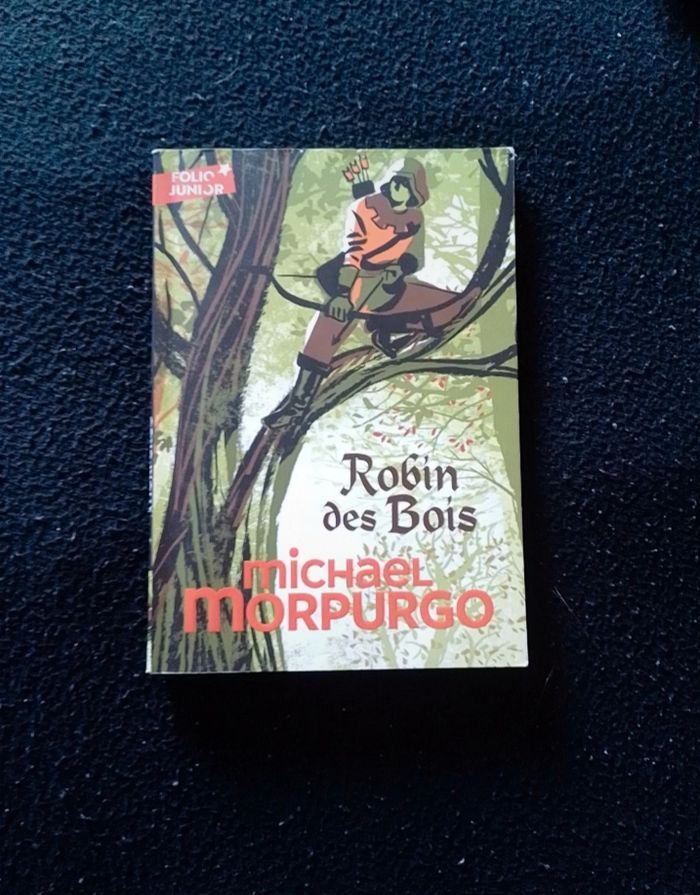 FOLIO
JUNIOR
Robin
des Bois
michael
morpurgo